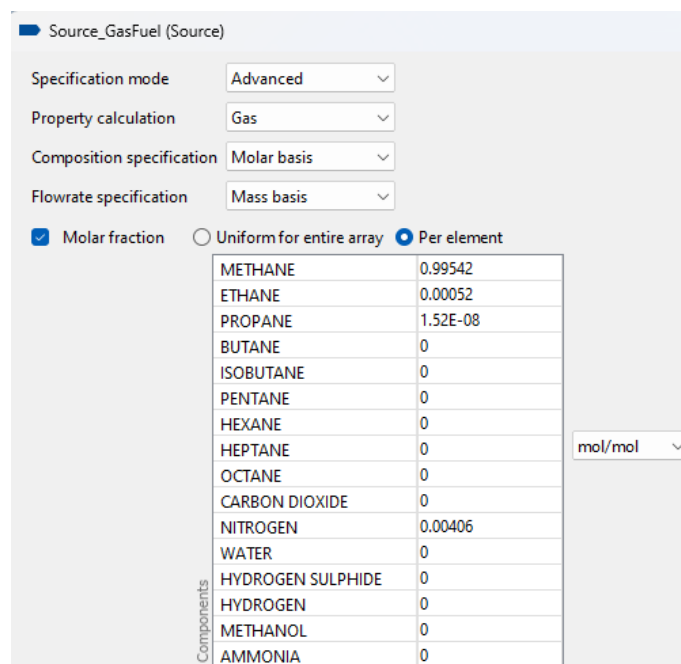 Source_GasFuel (Source)
Specification mode Advanced
Property calculation Gas
Composition specification Molar basis
Flowrate specification Mass basis
Molar fraction Uniform for entire array Per element
METHANE 0.99542
ETHANE 0.00052
PROPANE 1.52E-08
BUTANE 0
ISOBUTANE 0
PENTANE 0
HEXANE 0
HEPTANE 0
mol/mol
OCTANE 0
CARBON DIOXIDE 0
NITROGEN 0.00406
WATER 0
HYDROGEN SULPHIDE 0
HYDROGEN 0
METHANOL 0
AMMONIA 0
Components